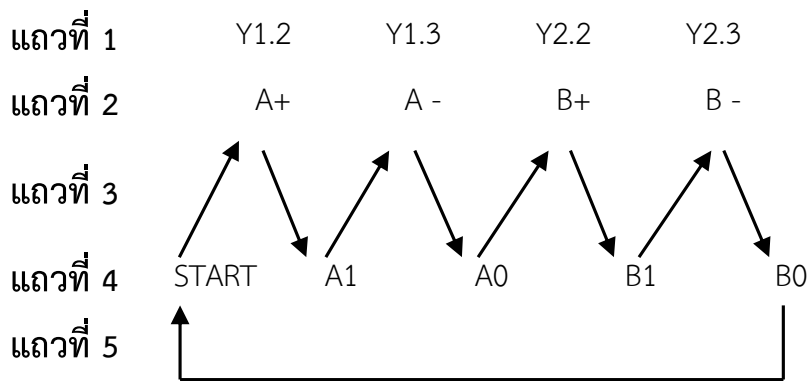 แถวที่ 1 Y1.2 Y1.3 Y2.2 Y2.3
แถวที่ 2 A+ A - B+ B -
แถวที่ 3
แถวที่ 4 START A1 A0 B1 B0
แถวที่ 5